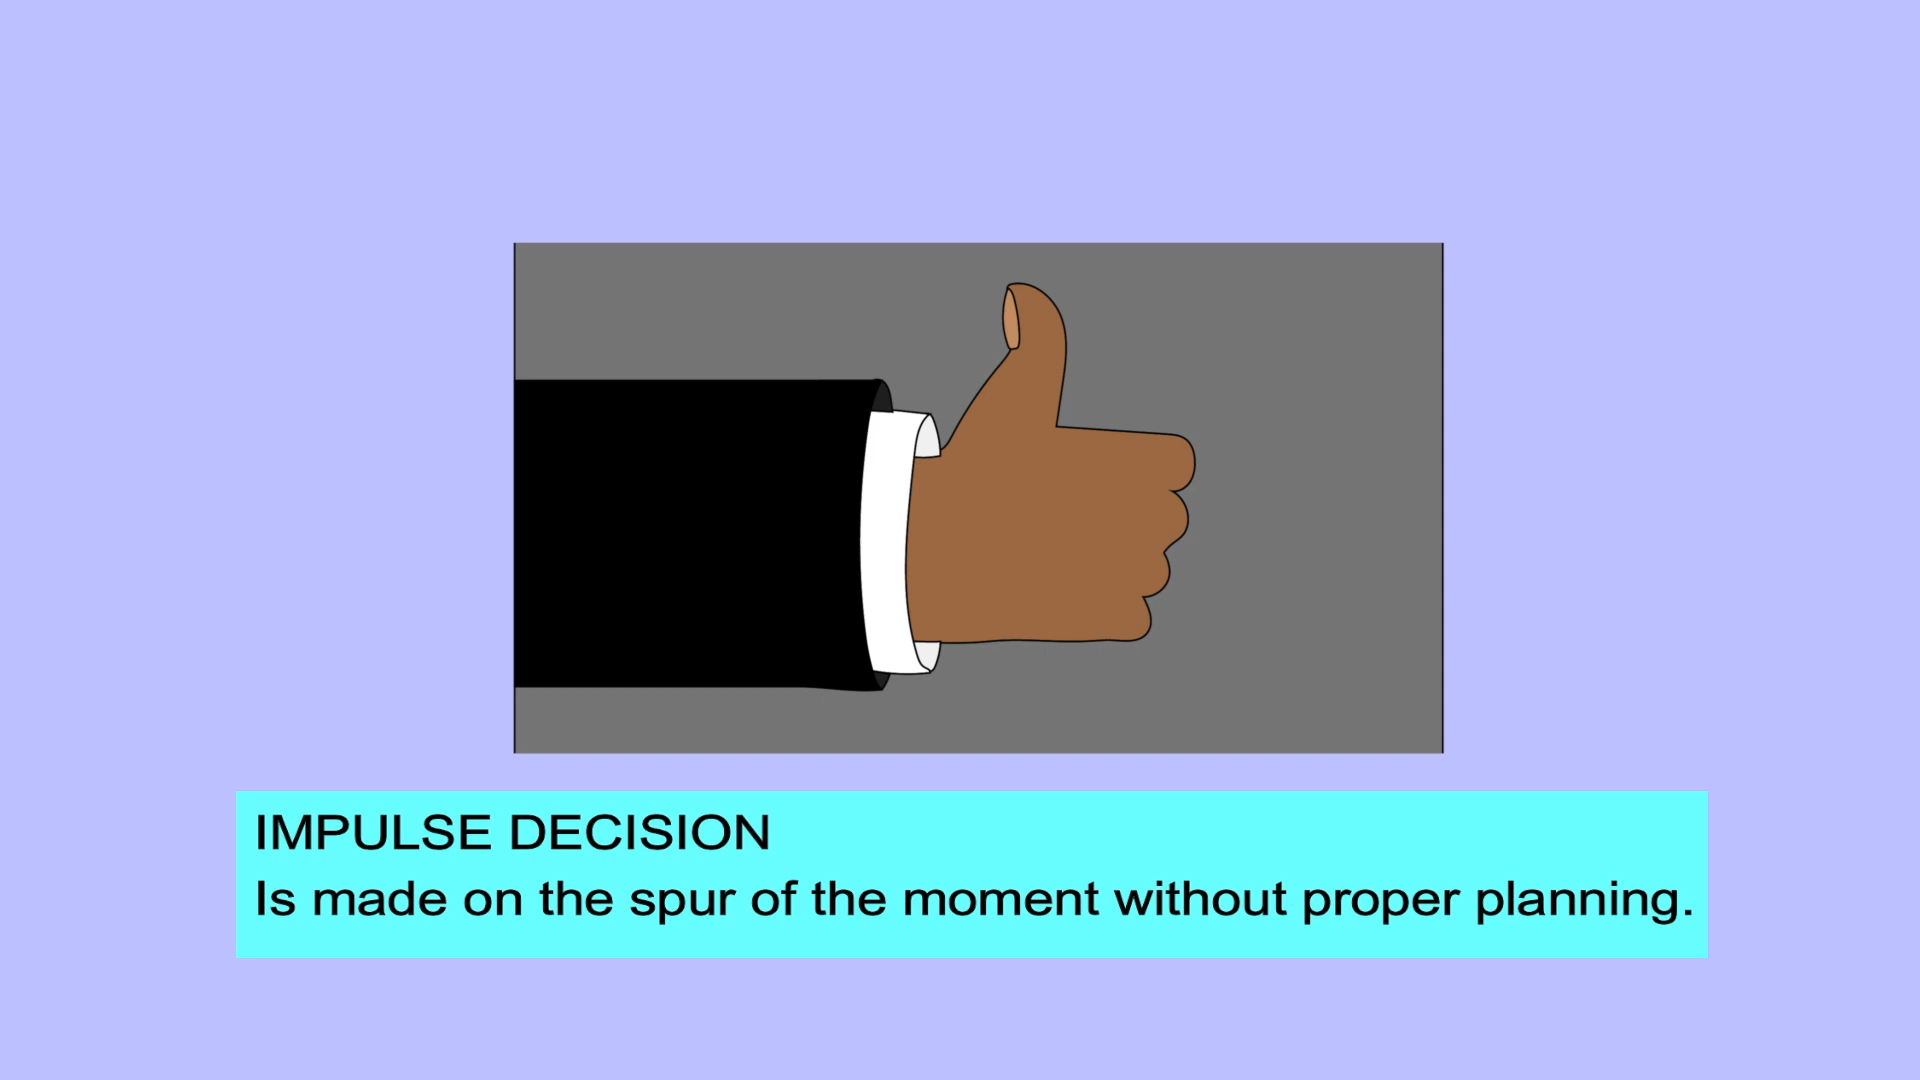 IMPULSE DECISION
Is made on the spur of the moment without proper planning.